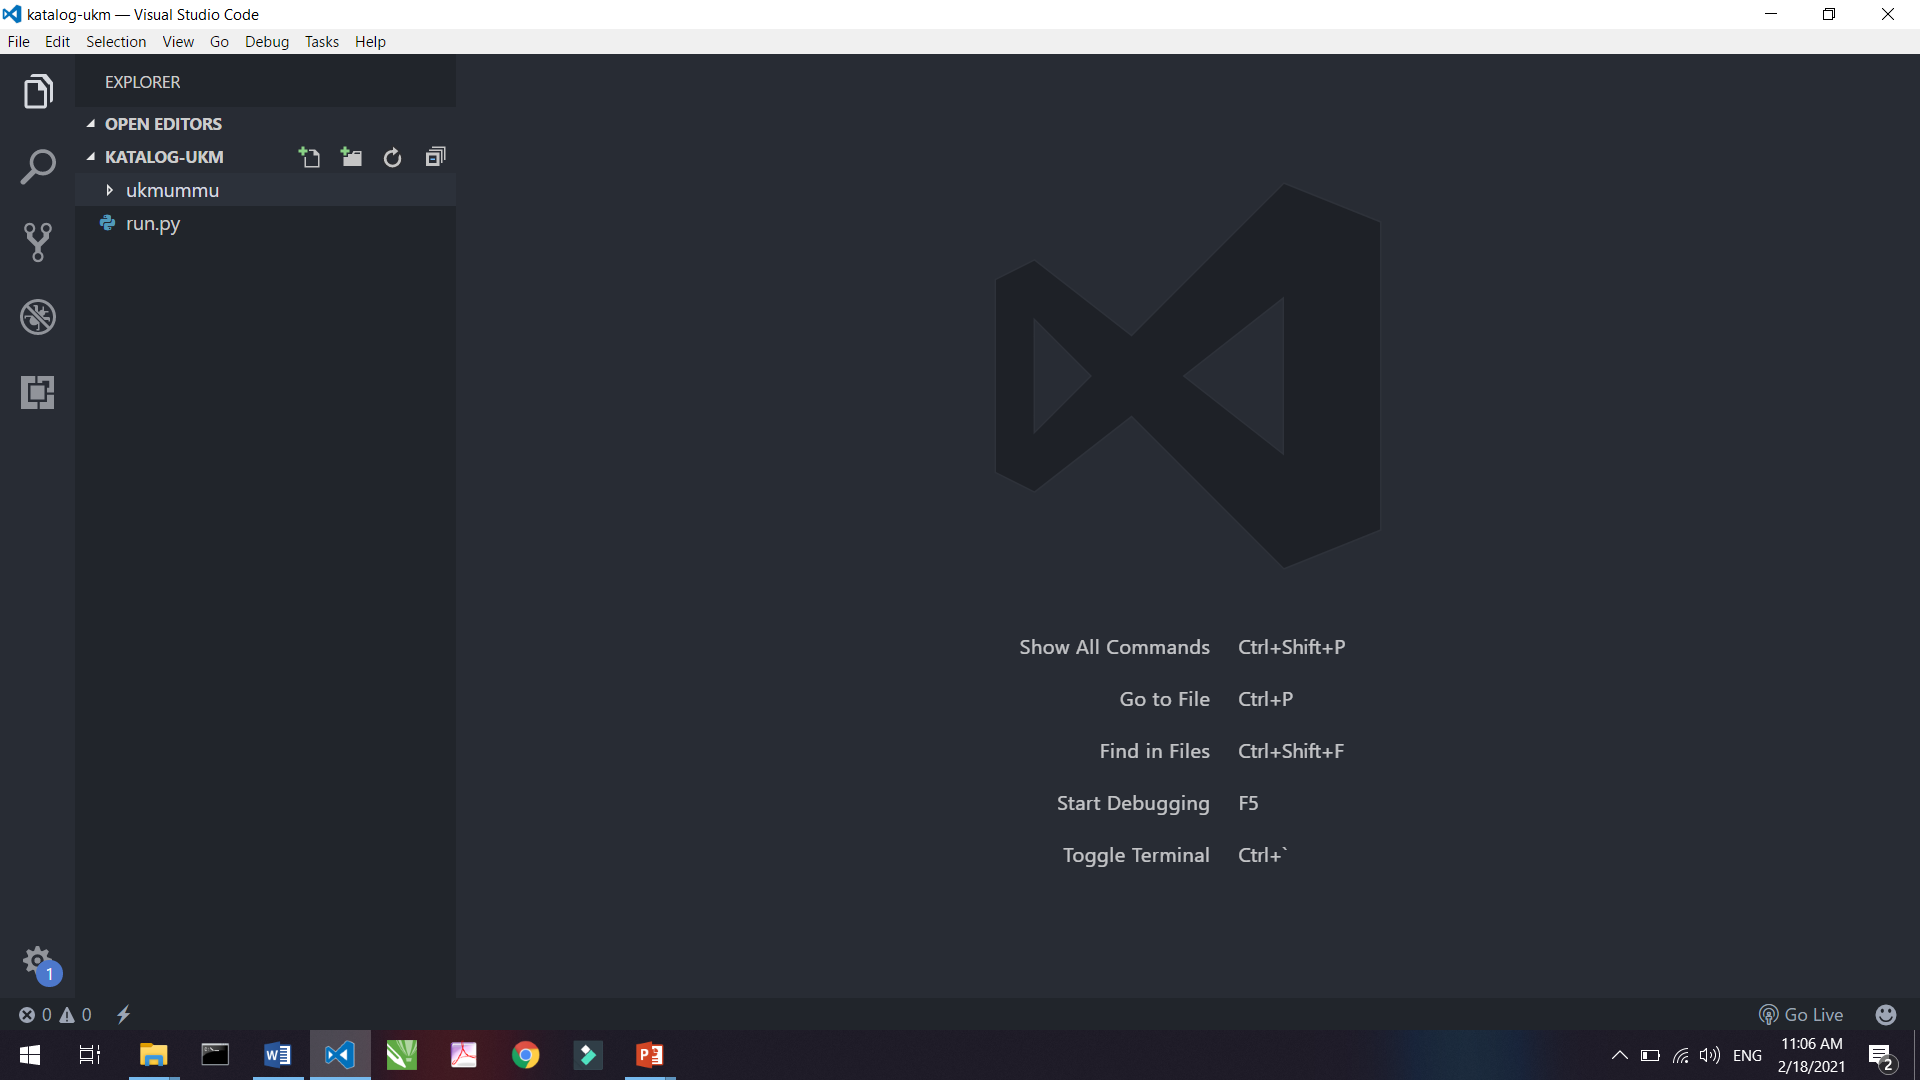 katalog-ukm — Visual Studio Code
File Edit Selection View Go Debug Tasks Help
EXPLORER
OPEN EDITORS
KATALOG-UKM
ukmummu
run.py
Show All Commands Ctrl+Shift+P
Go to File Ctrl+P
Find in Files Ctrl+Shift+F
Start Debugging F5
Toggle Terminal Ctrl+`
1
0 0 Go Live
ENG
11:06 AM
2/18/2021
2